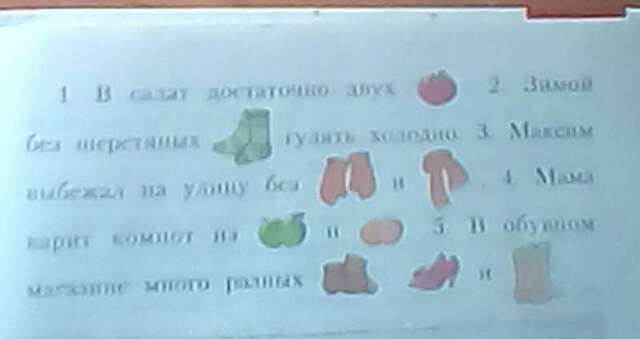 1. В салат достаточно двух 2. Зимой
без шерстяных гулять холодно. 3. Максим
выбежал на улицу без и . 4. Мама
варит компот из и 5. В обувном
магазине много разных и